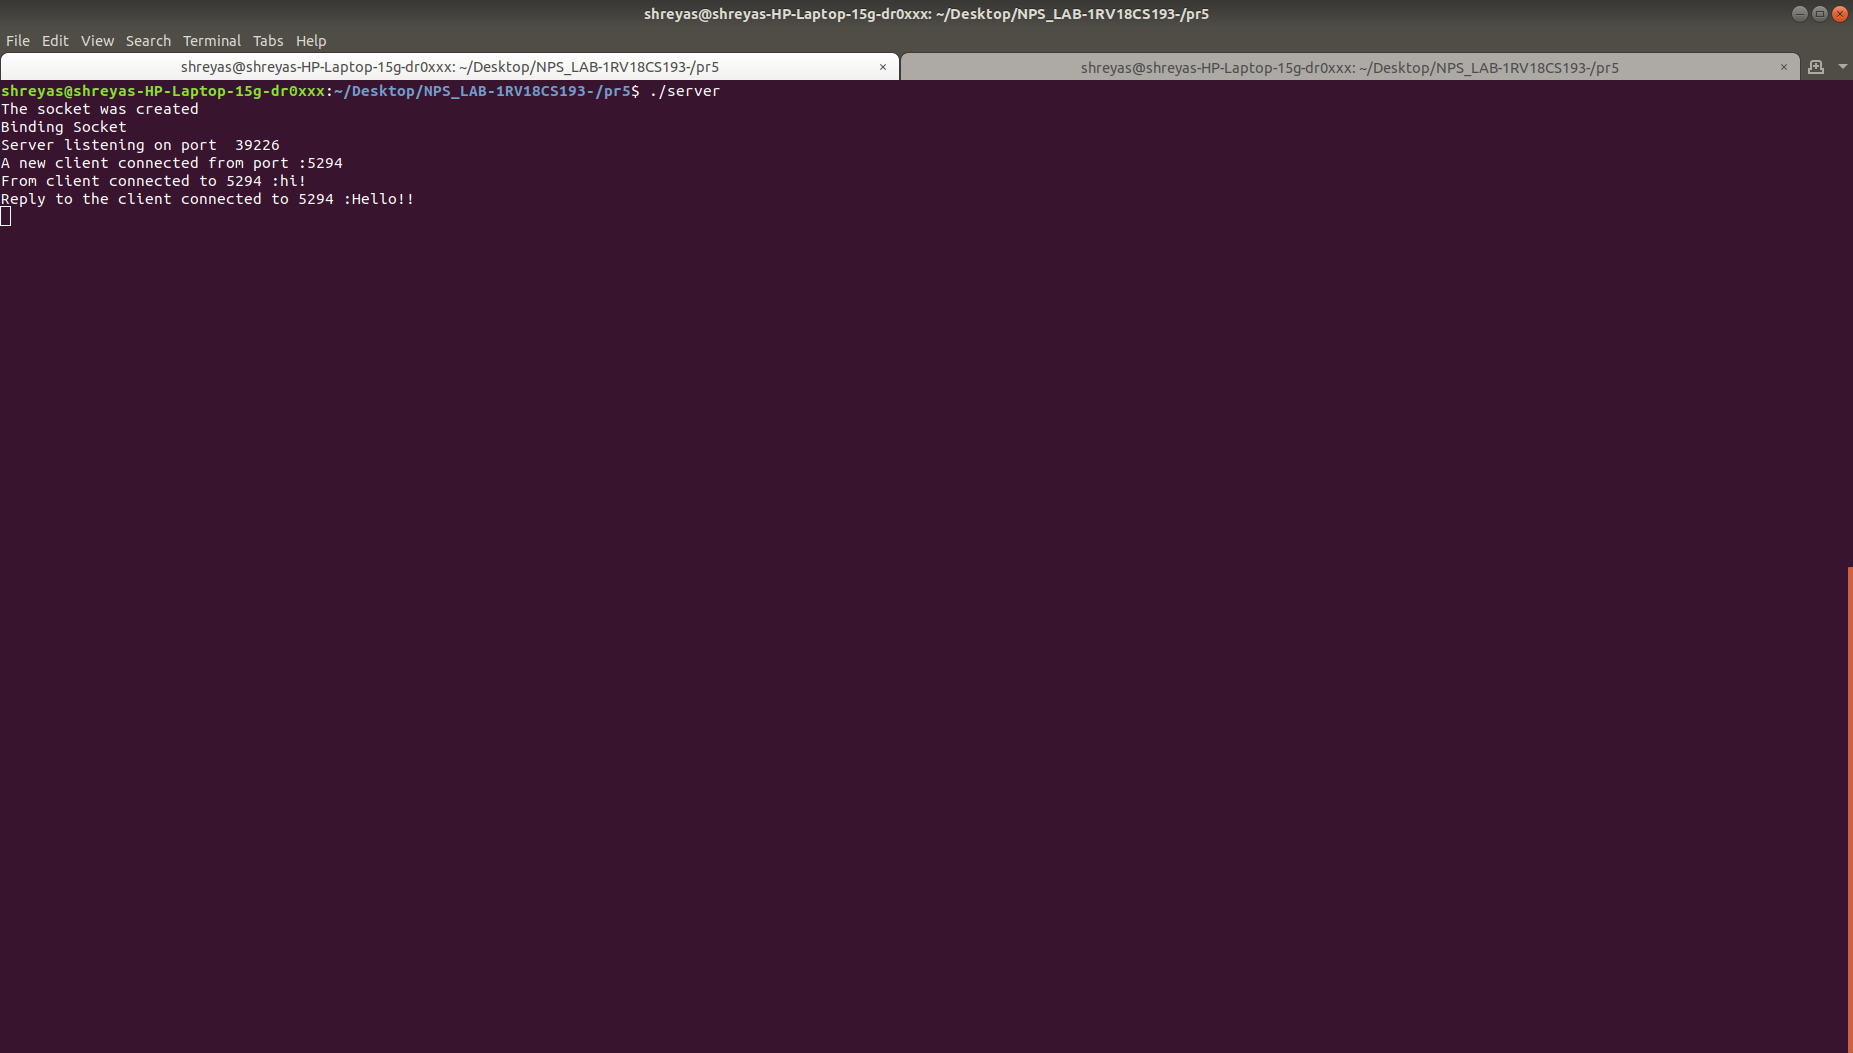 shreyas@shreyas-HP-Laptop-15g-dr0xxx: ~/Desktop/NPS_LAB-1RV18CS193-/pr5
File Edit View Search Terminal Tabs Help
shreyas@shreyas-HP-Laptop-15g-dr0xxx: ~/Desktop/NPS_LAB-1RV18CS193-/pr5 × shreyas@shreyas-HP-Laptop-15g-dr0xxx: ~/Desktop/NPS_LAB-1RV18CS193-/pr5 ×
shreyas@shreyas-HP-Laptop-15g-dr0xxx:~/Desktop/NPS_LAB-1RV18CS193-/pr5$ ./server
The socket was created
Binding Socket
Server listening on port  39226
A new client connected from port :5294
From client connected to 5294 :hi!
Reply to the client connected to 5294 :Hello!!